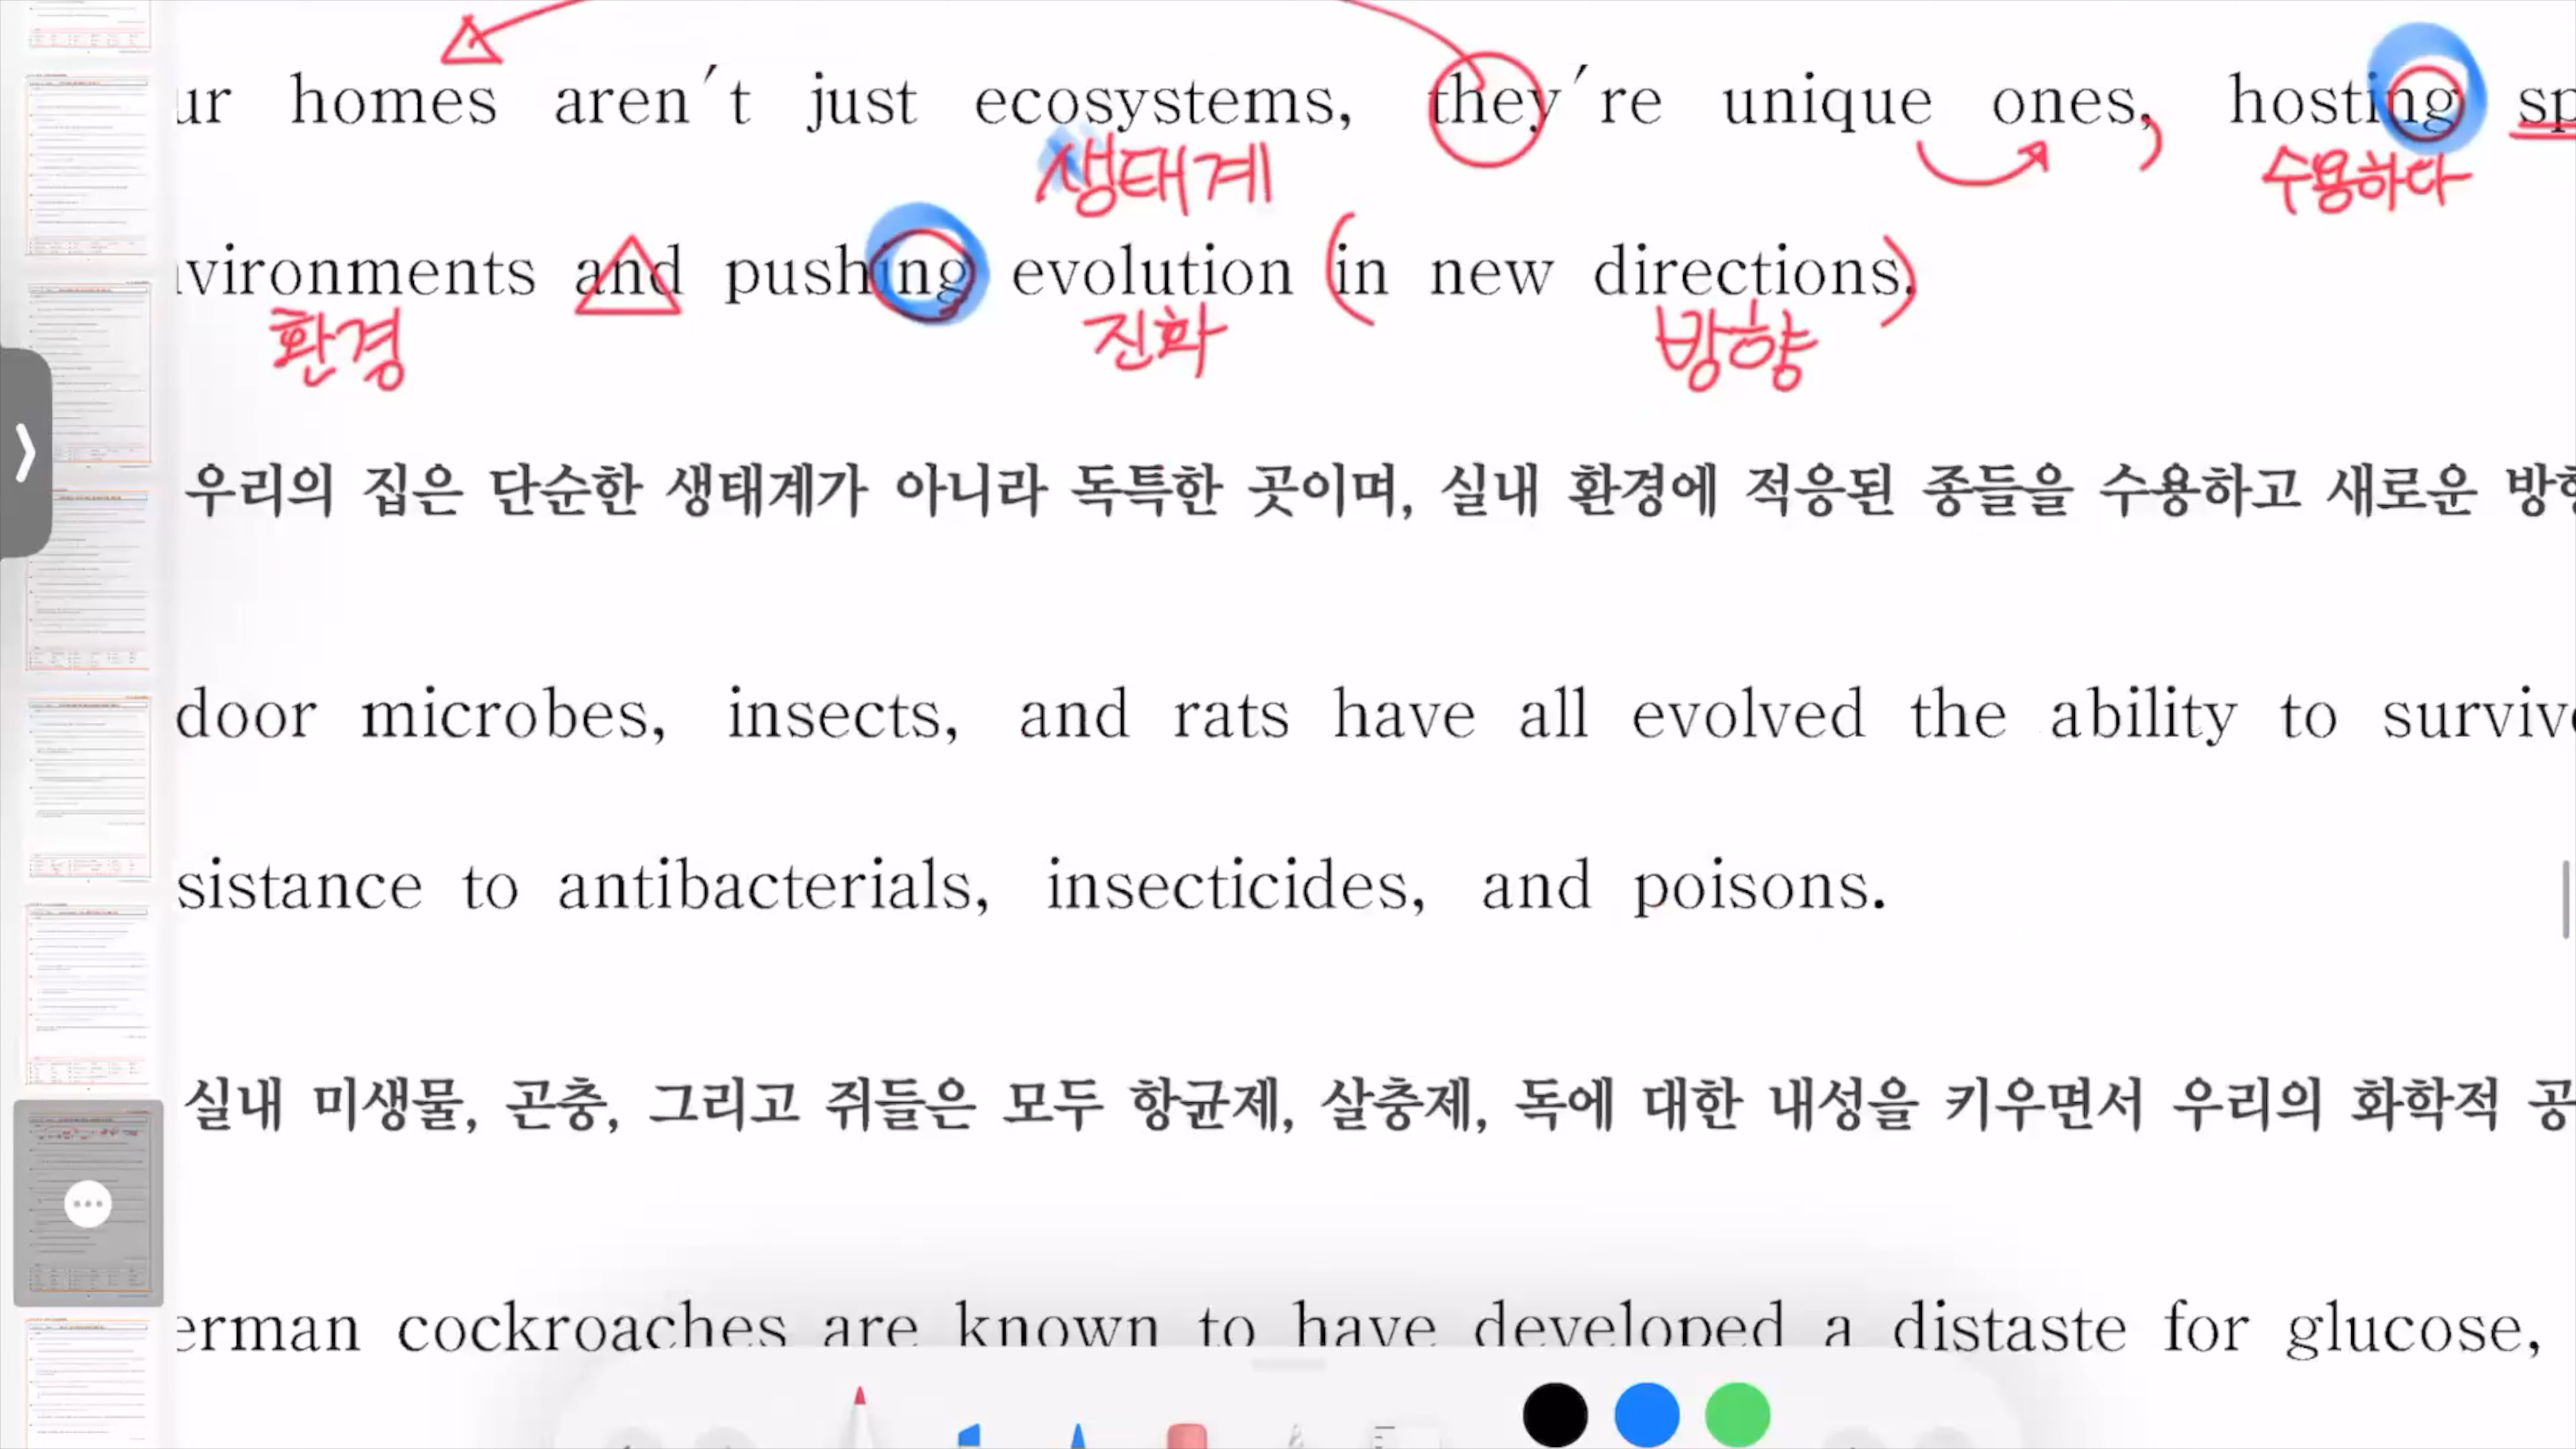 ur homes aren't just ecosystems, they're unique ones, hosting sp
생태계 수용하다
vironments and pushing evolution in new directions.
환경 진화 방향
우리의 집은 단순한 생태계가 아니라 독특한 곳이며, 실내 환경에 적응된 종들을 수용하고 새로운 방향
door microbes, insects, and rats have all evolved the ability to survive
sistance to antibacterials, insecticides, and poisons.
실내 미생물, 곤충, 그리고 쥐들은 모두 항균제, 살충제, 독에 대한 내성을 키우면서 우리의 화학적 공
erman cockroaches are known to have developed a distaste for glucose,